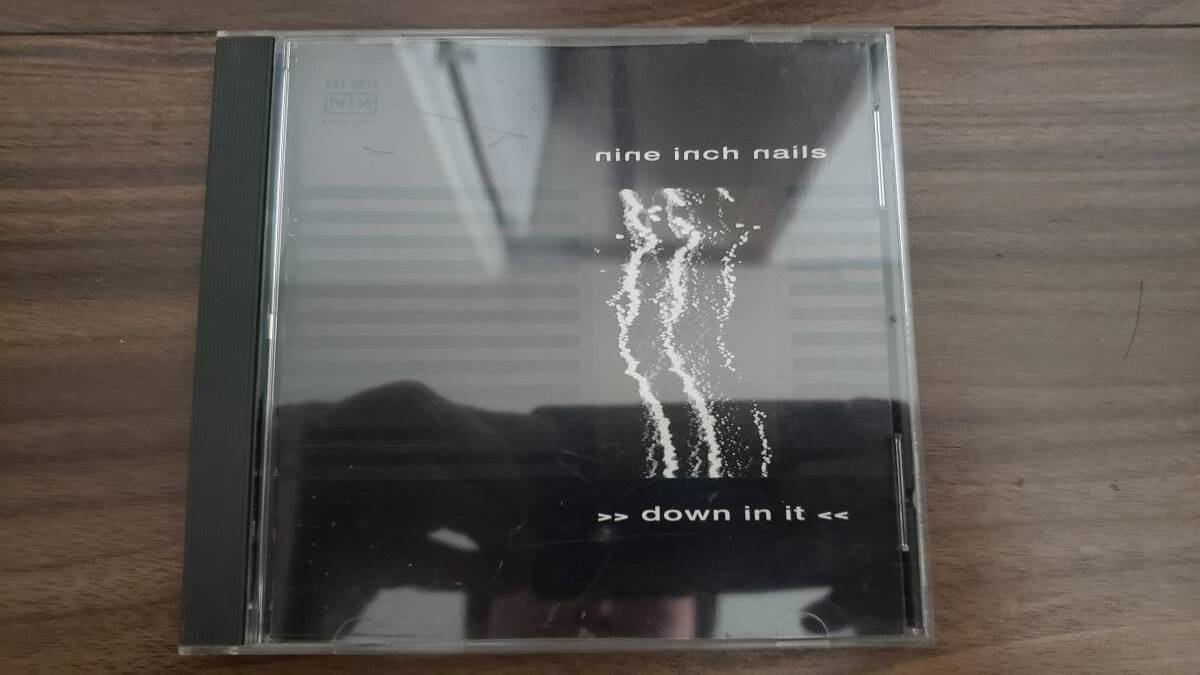 nine inch nails
>> down in it <<